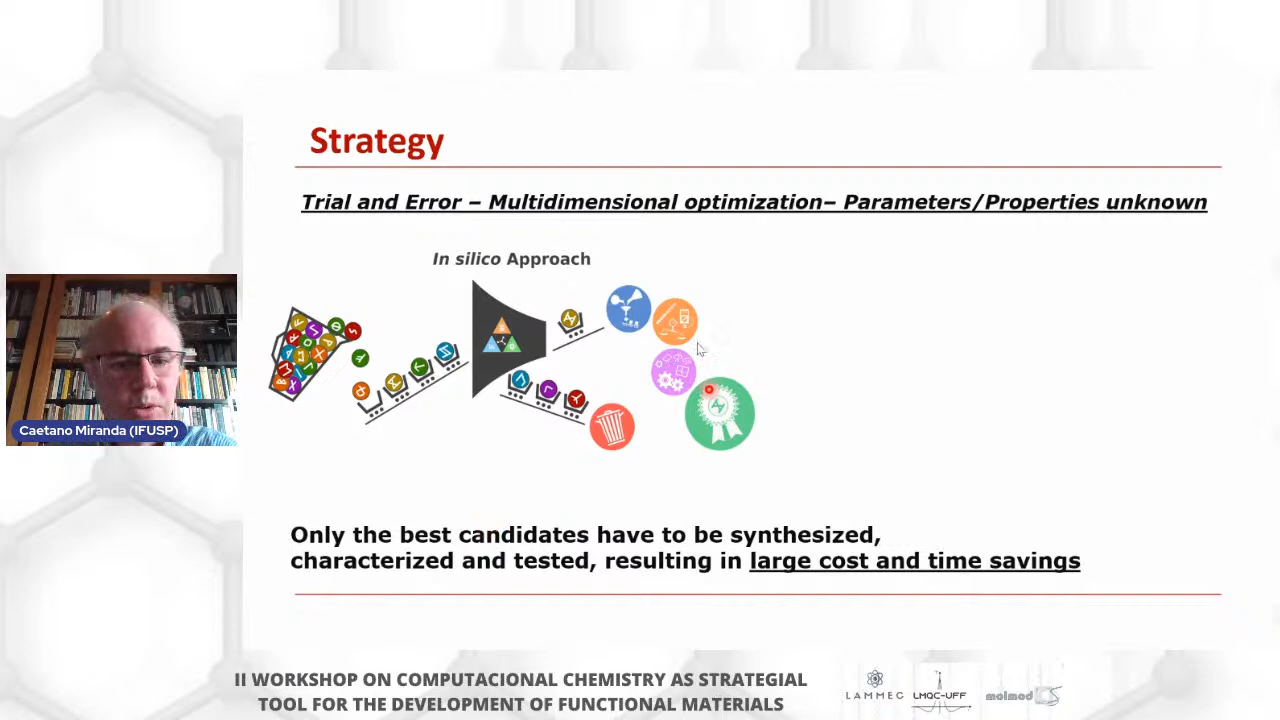 Strategy
Trial and Error – Multidimensional optimization– Parameters/Properties unknown
In silico Approach
Only the best candidates have to be synthesized,
characterized and tested, resulting in large cost and time savings
Caetano Miranda (IFUSP)
II WORKSHOP ON COMPUTACIONAL CHEMISTRY AS STRATEGIAL
TOOL FOR THE DEVELOPMENT OF FUNCTIONAL MATERIALS
LAMMEC
LMQC-UFF
molmod